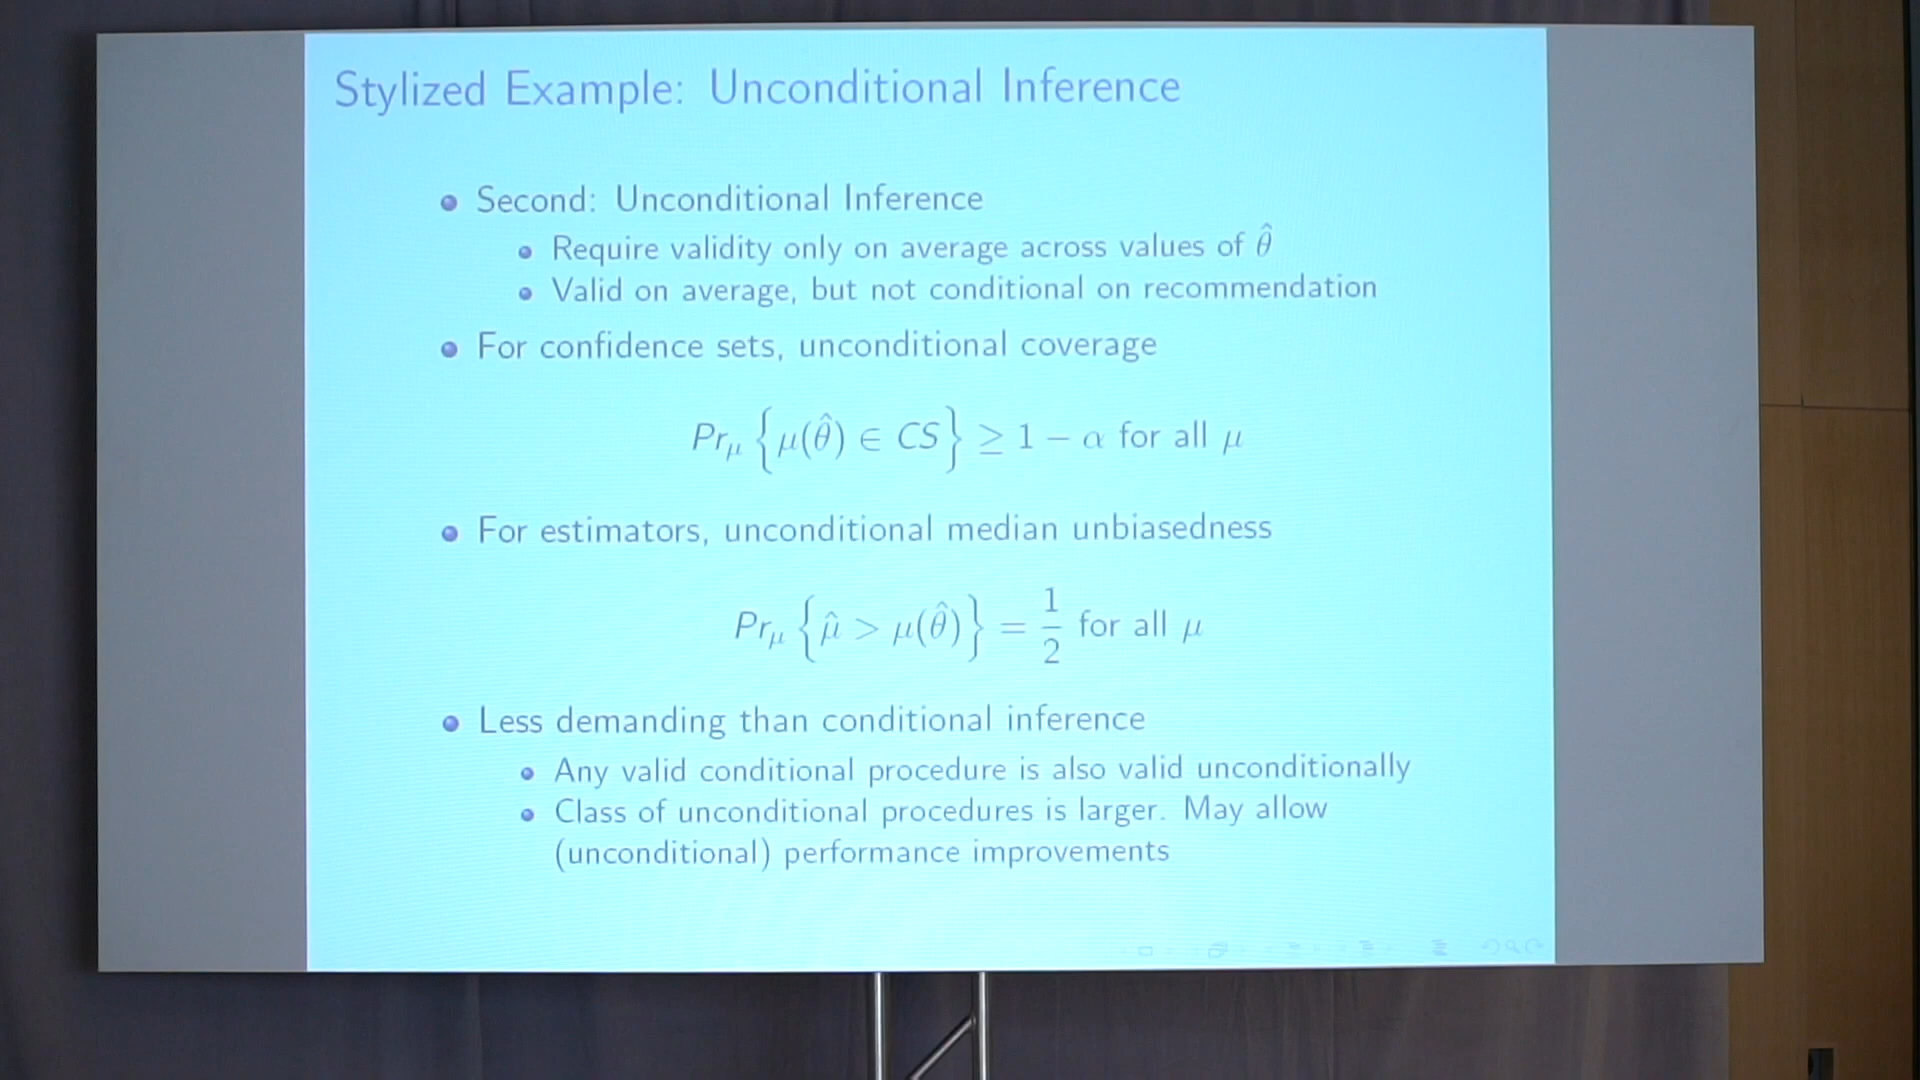 Stylized Example: Unconditional Inference
Second: Unconditional Inference
Require validity only on average across values of θ̂
Valid on average, but not conditional on recommendation
For confidence sets, unconditional coverage
Pr_μ {μ(θ̂) ∈ CS} ≥ 1 − α for all μ
For estimators, unconditional median unbiasedness
Pr_μ {μ̂ > μ(θ̂)} = 1/2 for all μ
Less demanding than conditional inference
Any valid conditional procedure is also valid unconditionally
Class of unconditional procedures is larger. May allow
(unconditional) performance improvements